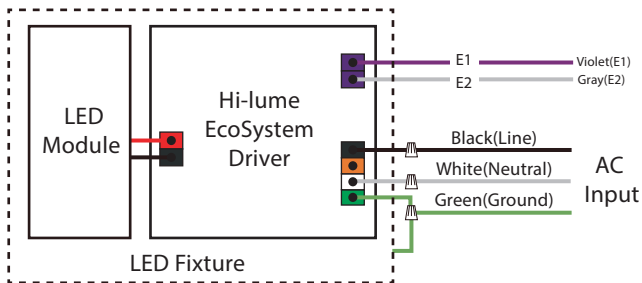 LED
Module
Hi-lume
EcoSystem
Driver
E1
Violet(E1)
E2
Gray(E2)
Black(Line)
White(Neutral)
Green(Ground)
AC
Input
LED Fixture